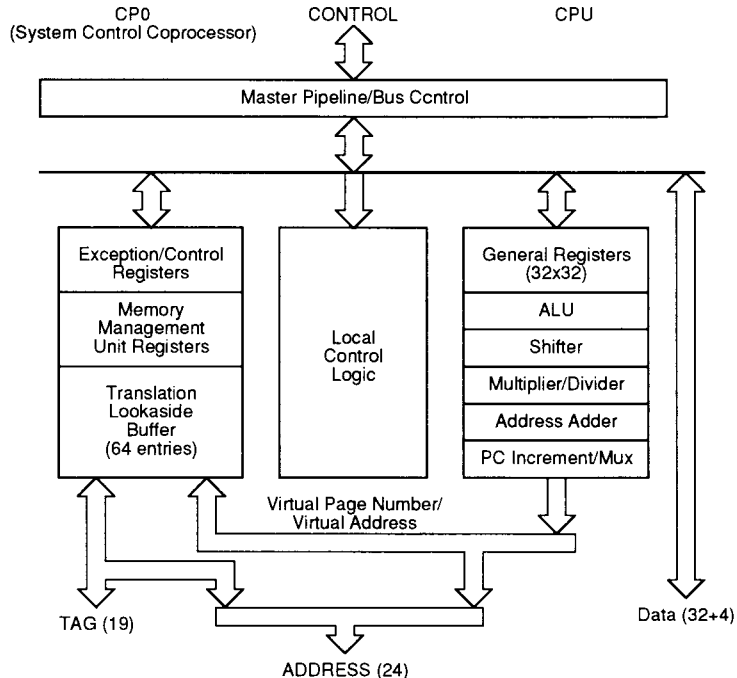 CP0
(System Control Coprocessor)
CONTROL
CPU
Master Pipeline/Bus Control
Exception/Control
Registers
Memory
Management
Unit Registers
Translation
Lookaside
Buffer
(64 entries)
Local
Control
Logic
General Registers
(32x32)
ALU
Shifter
Multiplier/Divider
Address Adder
PC Increment/Mux
Virtual Page Number/
Virtual Address
TAG (19)
ADDRESS (24)
Data (32+4)